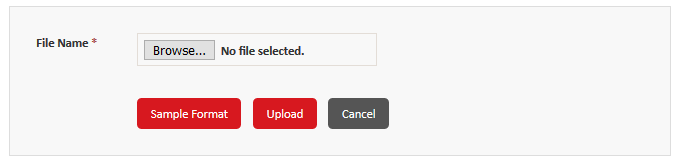 File Name * Browse... No file selected.
Sample Format Upload Cancel